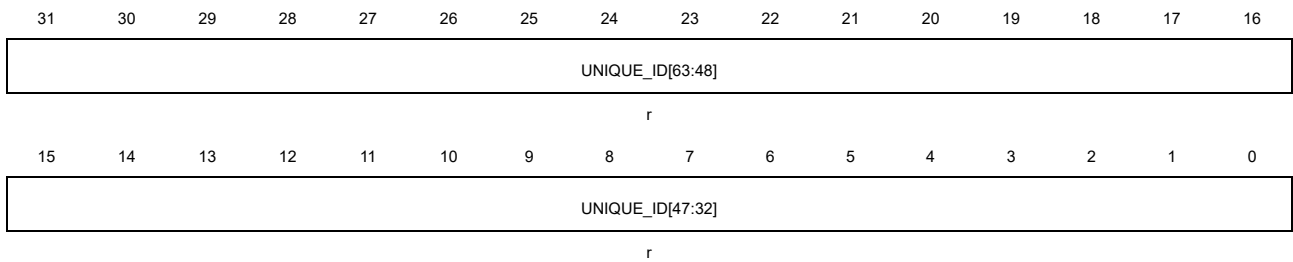 31 30 29 28 27 26 25 24 23 22 21 20 19 18 17 16
UNIQUE_ID[63:48]
r
15 14 13 12 11 10 9 8 7 6 5 4 3 2 1 0
UNIQUE_ID[47:32]
r